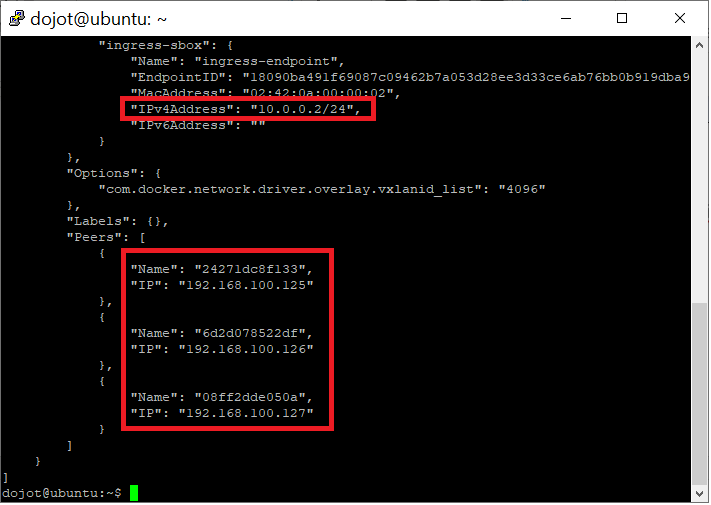 dojot@ubuntu: ~
"ingress-sbox": {
"Name": "ingress-endpoint",
"EndpointID": "18090ba491f69087c09462b7a053d28ee3d33ce6ab76bb0b919dba9
"MacAddress": "02:42:0a:00:00:02",
"IPv4Address": "10.0.0.2/24",
"IPv6Address": ""
}
},
"Options": {
"com.docker.network.driver.overlay.vxlanid_list": "4096"
},
"Labels": {},
"Peers": [
{
"Name": "24271dc8f133",
"IP": "192.168.100.125"
},
{
"Name": "6d2d078522df",
"IP": "192.168.100.126"
},
{
"Name": "08ff2dde050a",
"IP": "192.168.100.127"
}
]
}
]
dojot@ubuntu:~$